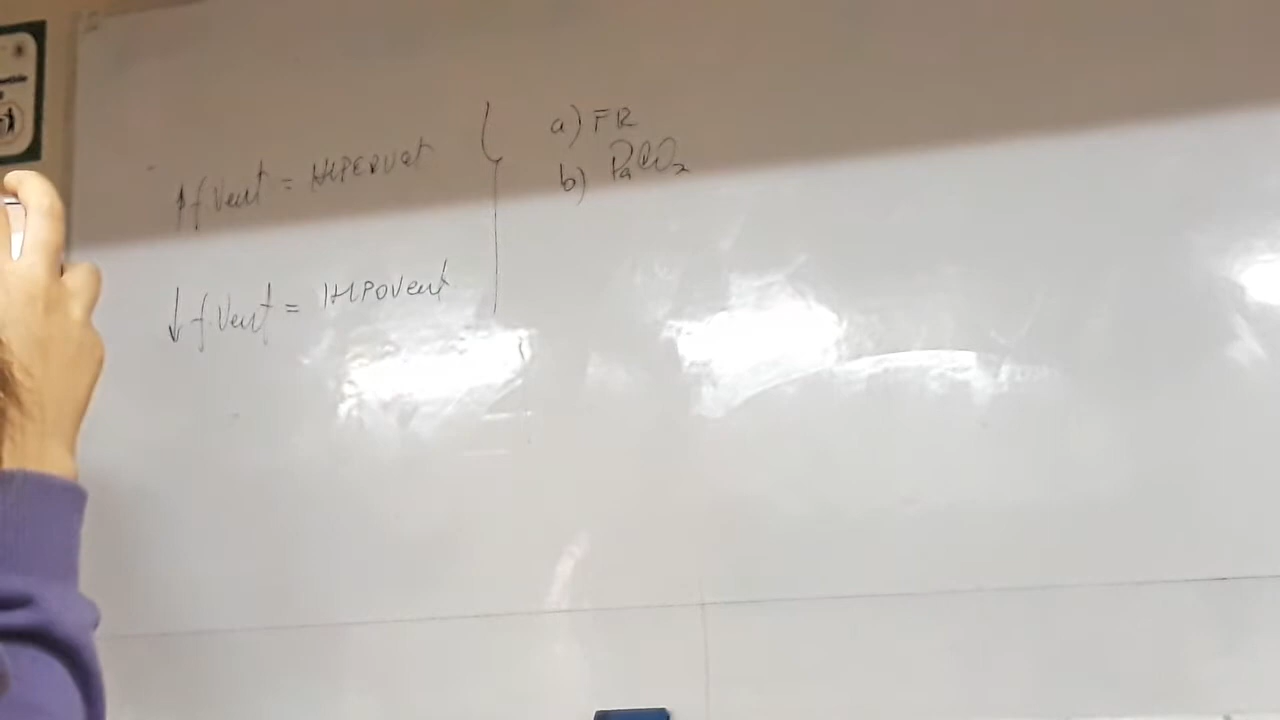 ↑f Vent = HIPERVent
a) FR
b) PaCO₂
↓f. Vent = HIPOVent